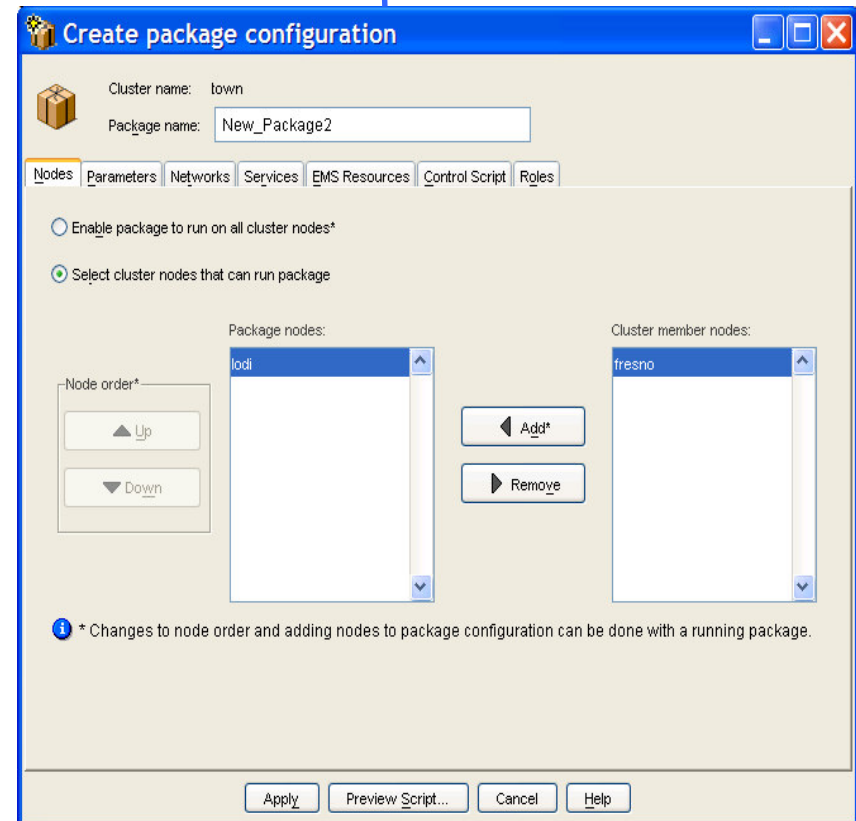 Create package configuration
Cluster name: town
Package name: New_Package2
Nodes Parameters Networks Services EMS Resources Control Script Roles
Enable package to run on all cluster nodes*
Select cluster nodes that can run package
Package nodes: Cluster member nodes:
lodi fresno
Node order*
Up Add*
Down Remove
* Changes to node order and adding nodes to package configuration can be done with a running package.
Apply Preview Script... Cancel Help